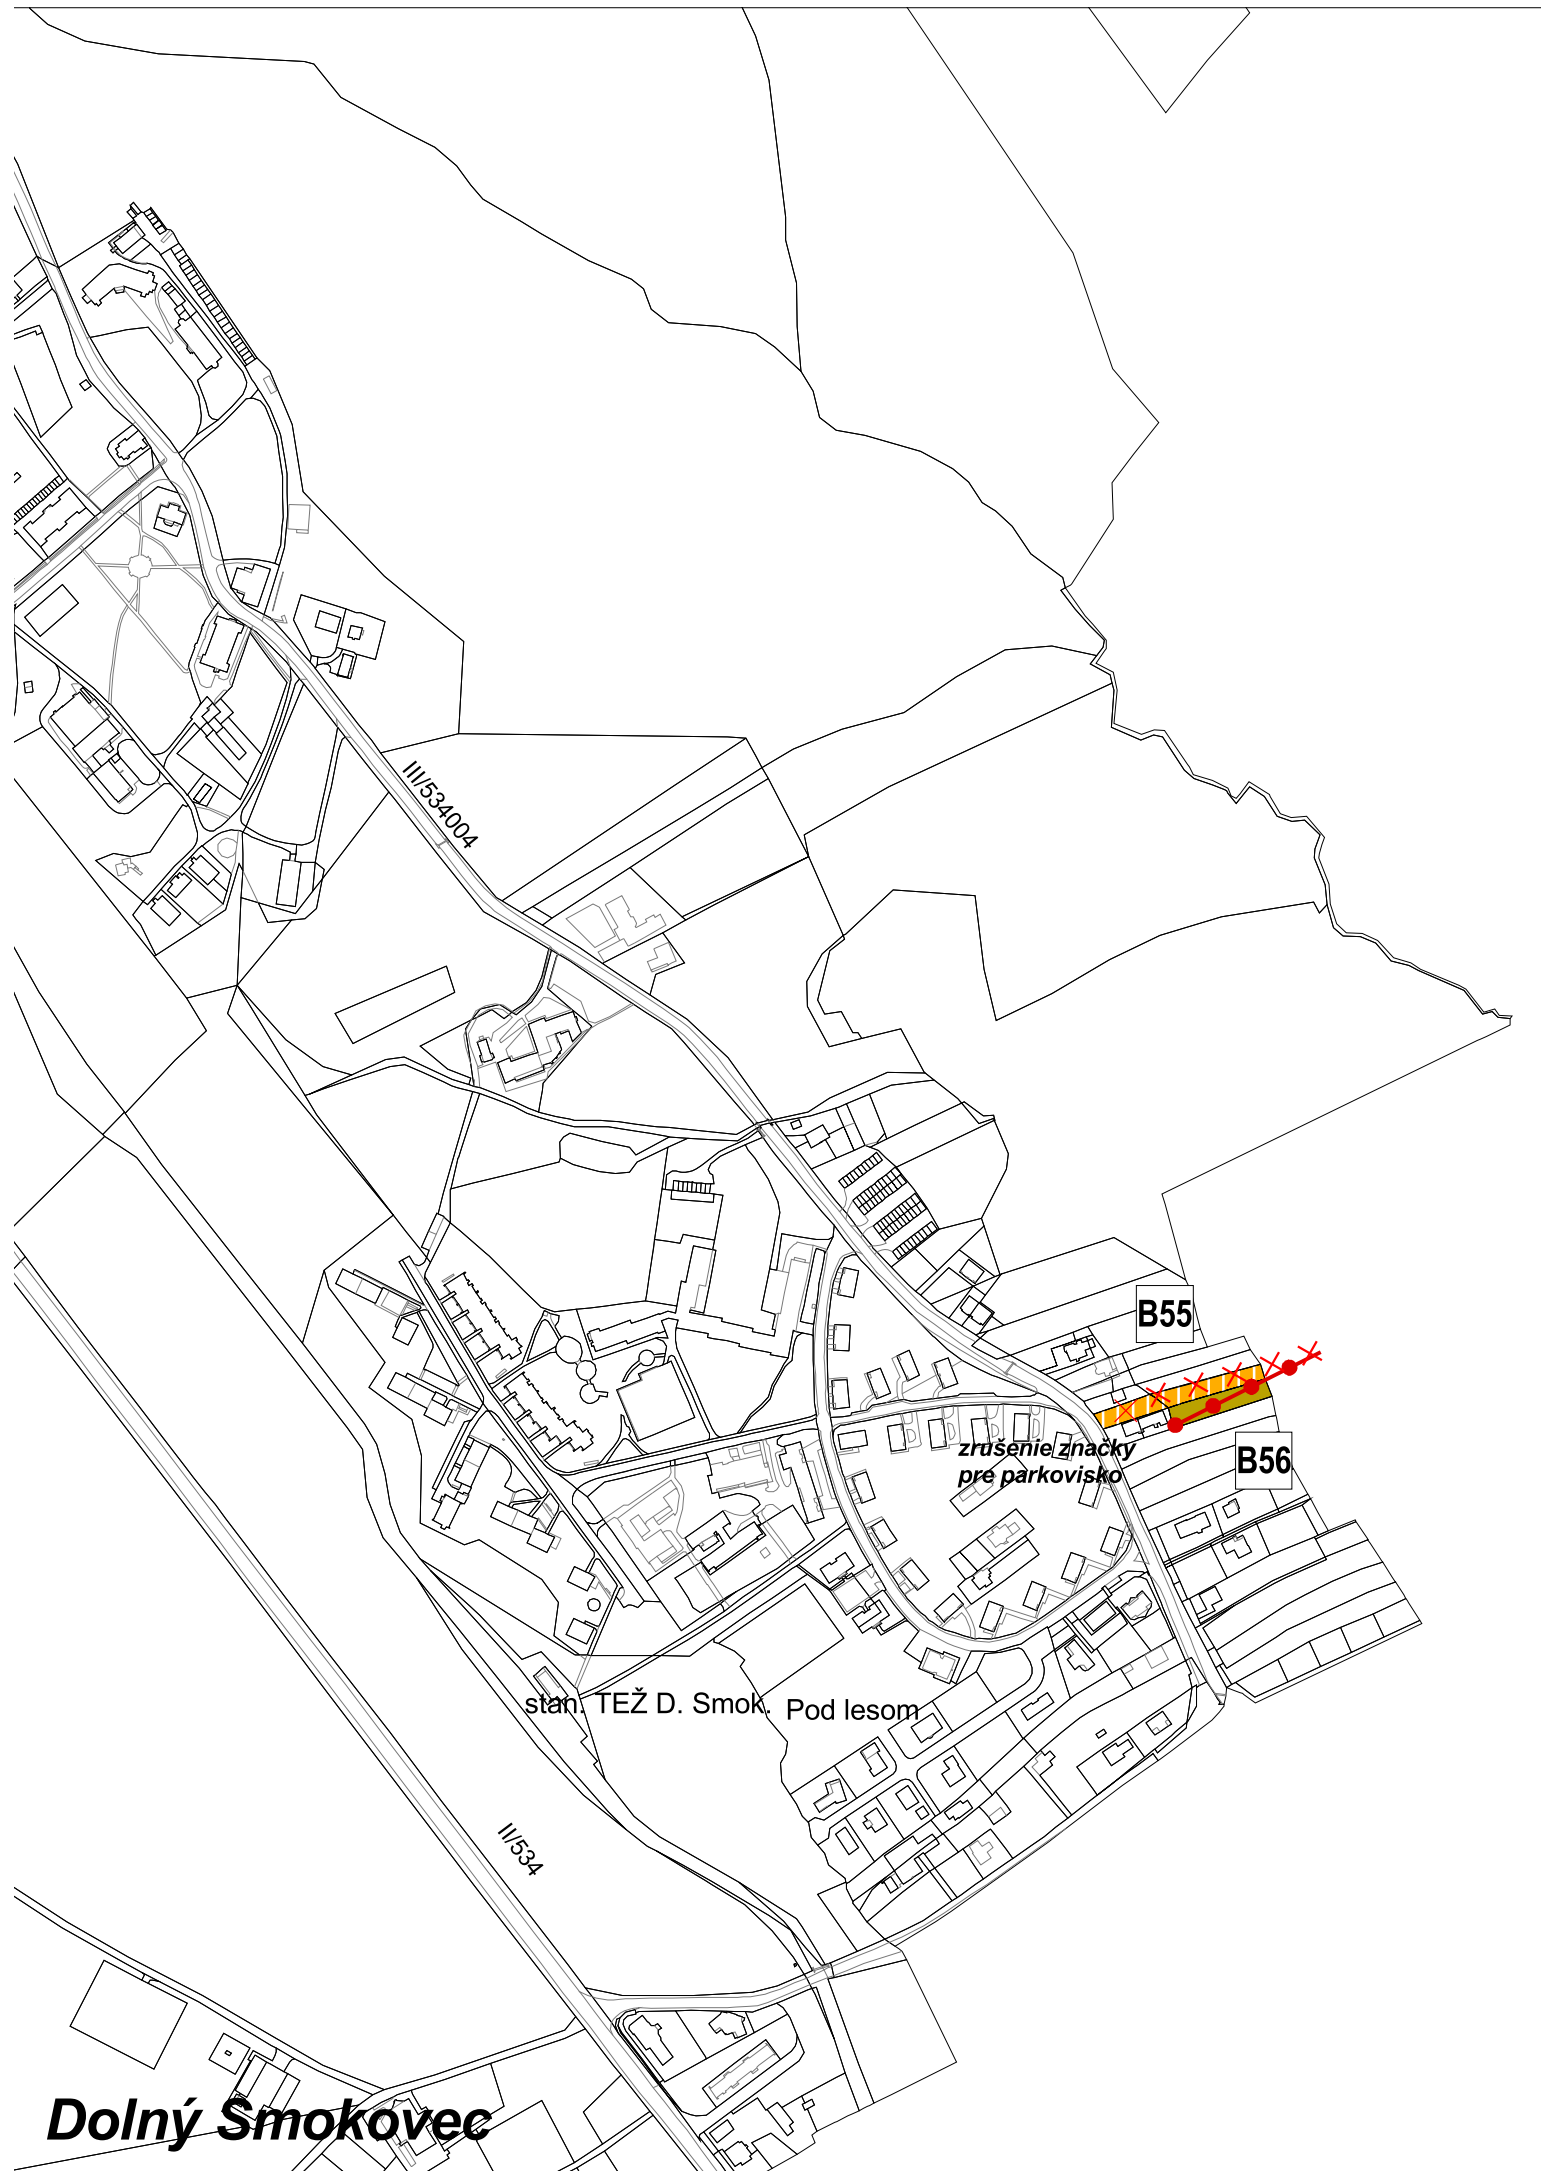 III/534004
B55
zrušenie značky
pre parkovisko
B56
stan. TEŽ D. Smok.
Pod lesom
II/534
Dolný Smokovec